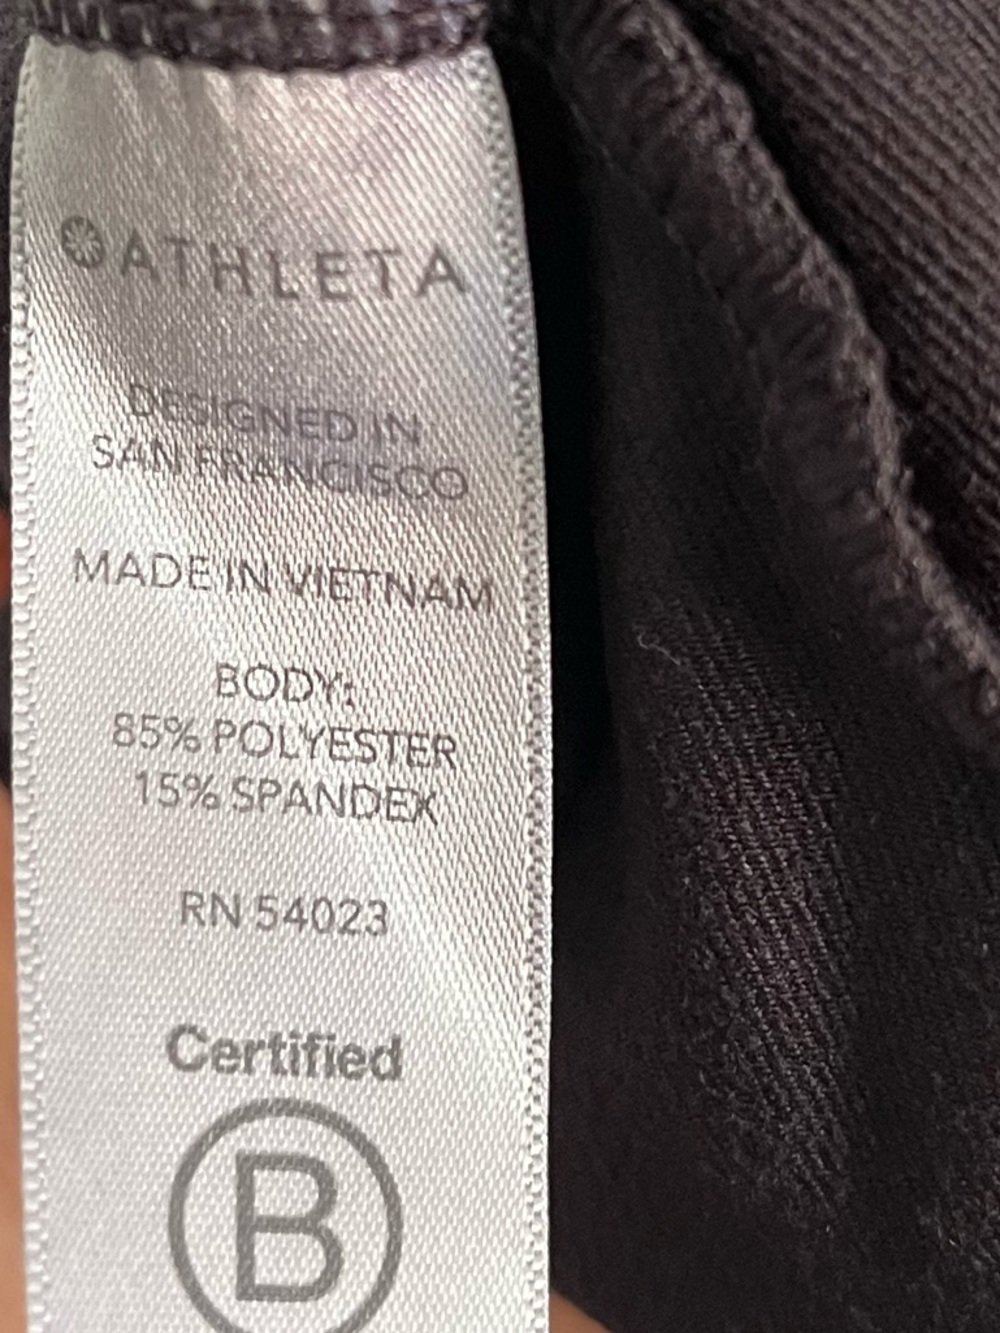 ATHLETA
DESIGNED IN
SAN FRANCISCO
MADE IN VIETNAM
BODY:
85% POLYESTER
15% SPANDEX
RN 54023
Certified
B